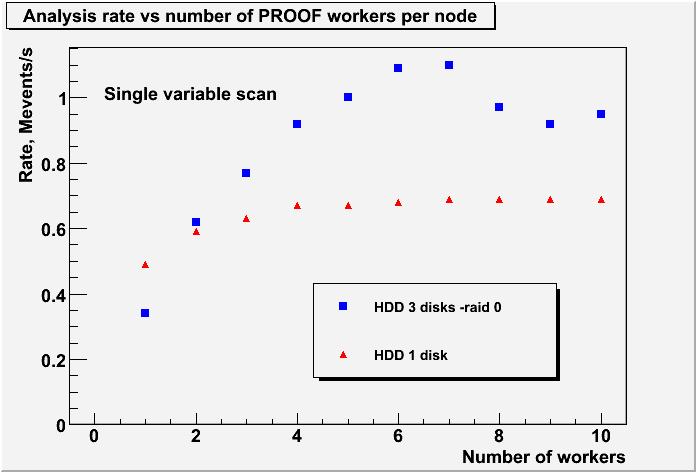 Analysis rate vs number of PROOF workers per node
Rate, Mevents/s
Single variable scan
1
0.8
0.6
0.4
0.2
0
HDD 3 disks -raid 0
HDD 1 disk
0 2 4 6 8 10
Number of workers